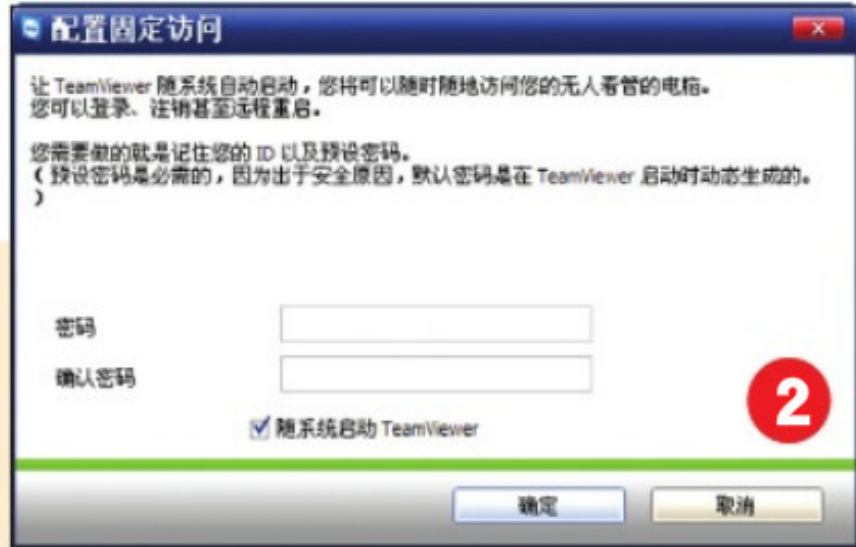 配置固定访问
让 TeamViewer 随系统自动启动，您将可以随时随地访问您的无人看管的电脑。
您可以登录、注销甚至远程重启。
您需要做的就是记住您的 ID 以及预设密码。
（预设密码是必需的，因为出于安全原因，默认密码是在 TeamViewer 启动时动态生成的。
）
密码
确认密码
2
随系统启动 TeamViewer
确定
取消